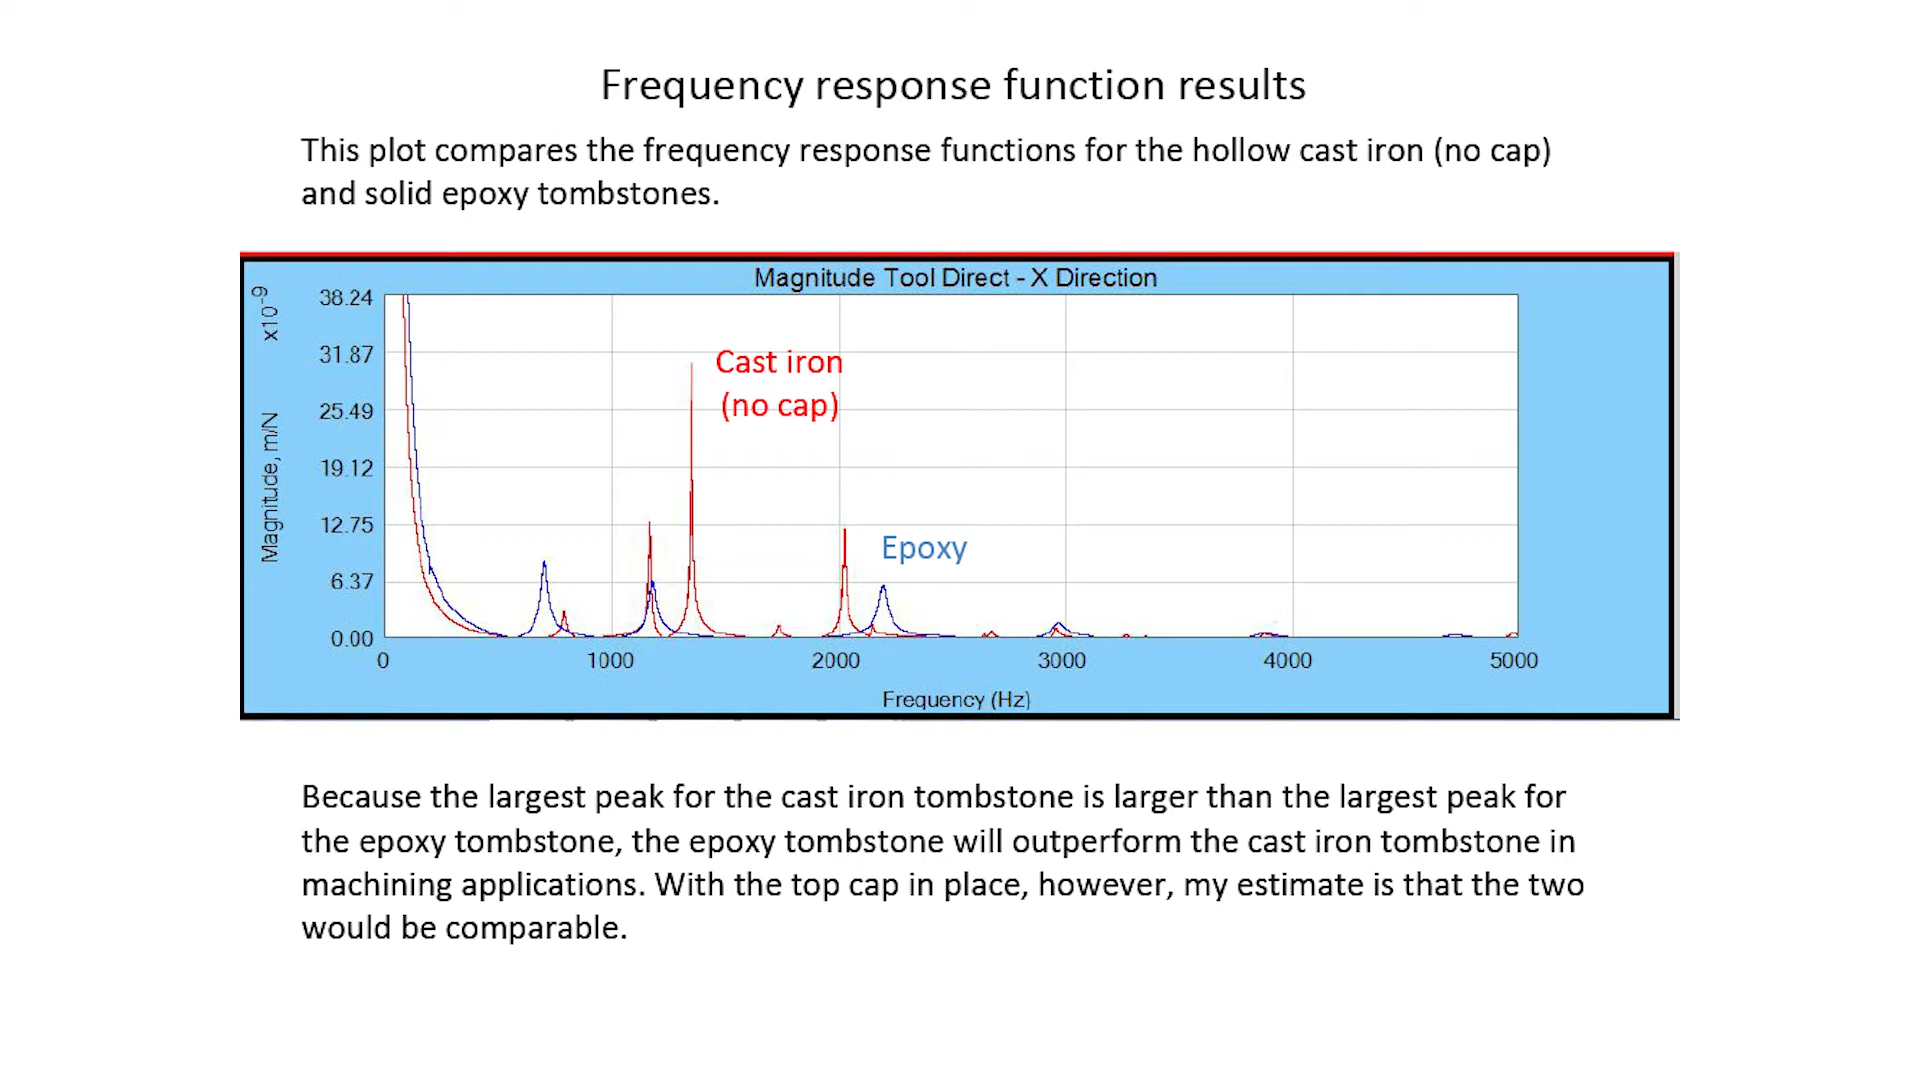 Frequency response function results
This plot compares the frequency response functions for the hollow cast iron (no cap)
and solid epoxy tombstones.
Magnitude Tool Direct - X Direction
x10-9
Magnitude, m/N
38.24
31.87
25.49
19.12
12.75
6.37
0.00
Cast iron
(no cap)
Epoxy
0 1000 2000 3000 4000 5000
Frequency (Hz)
Because the largest peak for the cast iron tombstone is larger than the largest peak for
the epoxy tombstone, the epoxy tombstone will outperform the cast iron tombstone in
machining applications. With the top cap in place, however, my estimate is that the two
would be comparable.